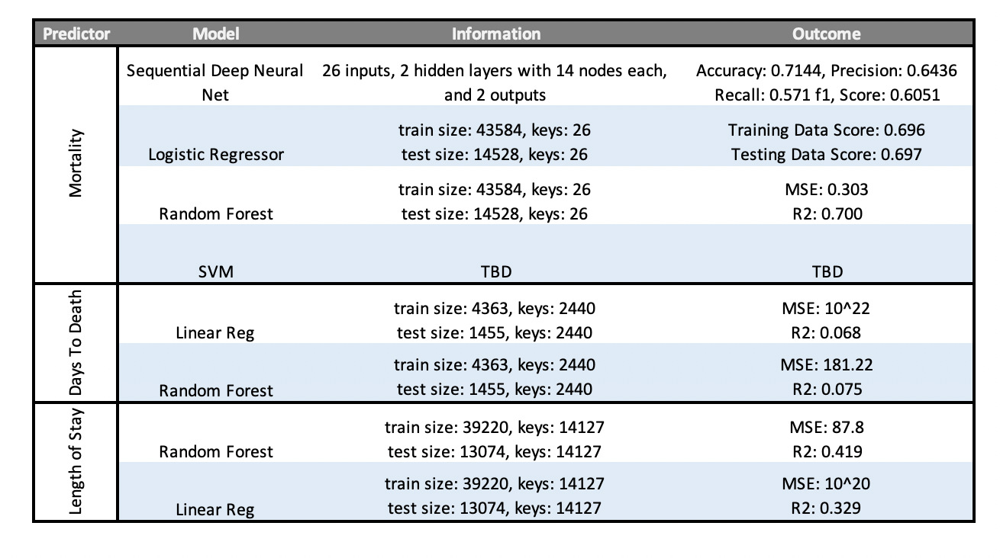 Predictor Model Information Outcome
Mortality
Sequential Deep Neural Net
26 inputs, 2 hidden layers with 14 nodes each,
and 2 outputs
Accuracy: 0.7144, Precision: 0.6436
Recall: 0.571 f1, Score: 0.6051
Logistic Regressor
train size: 43584, keys: 26
test size: 14528, keys: 26
Training Data Score: 0.696
Testing Data Score: 0.697
Random Forest
train size: 43584, keys: 26
test size: 14528, keys: 26
MSE: 0.303
R2: 0.700
SVM
TBD
TBD
Days To Death
Linear Reg
train size: 4363, keys: 2440
test size: 1455, keys: 2440
MSE: 10^22
R2: 0.068
Random Forest
train size: 4363, keys: 2440
test size: 1455, keys: 2440
MSE: 181.22
R2: 0.075
Length of Stay
Random Forest
train size: 39220, keys: 14127
test size: 13074, keys: 14127
MSE: 87.8
R2: 0.419
Linear Reg
train size: 39220, keys: 14127
test size: 13074, keys: 14127
MSE: 10^20
R2: 0.329